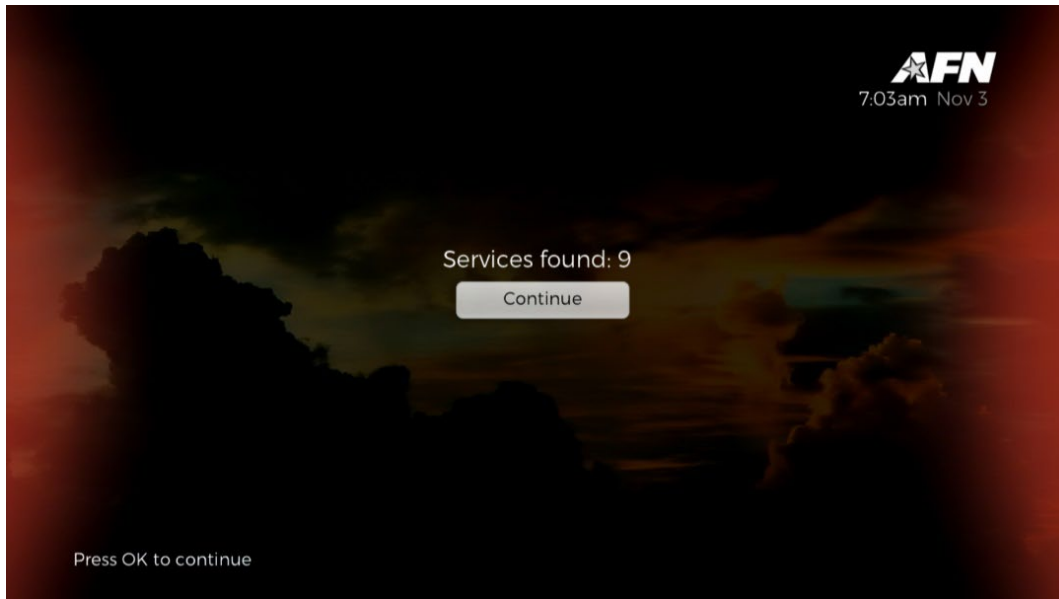 AFN
7:03am Nov 3
Services found: 9
Continue
Press OK to continue